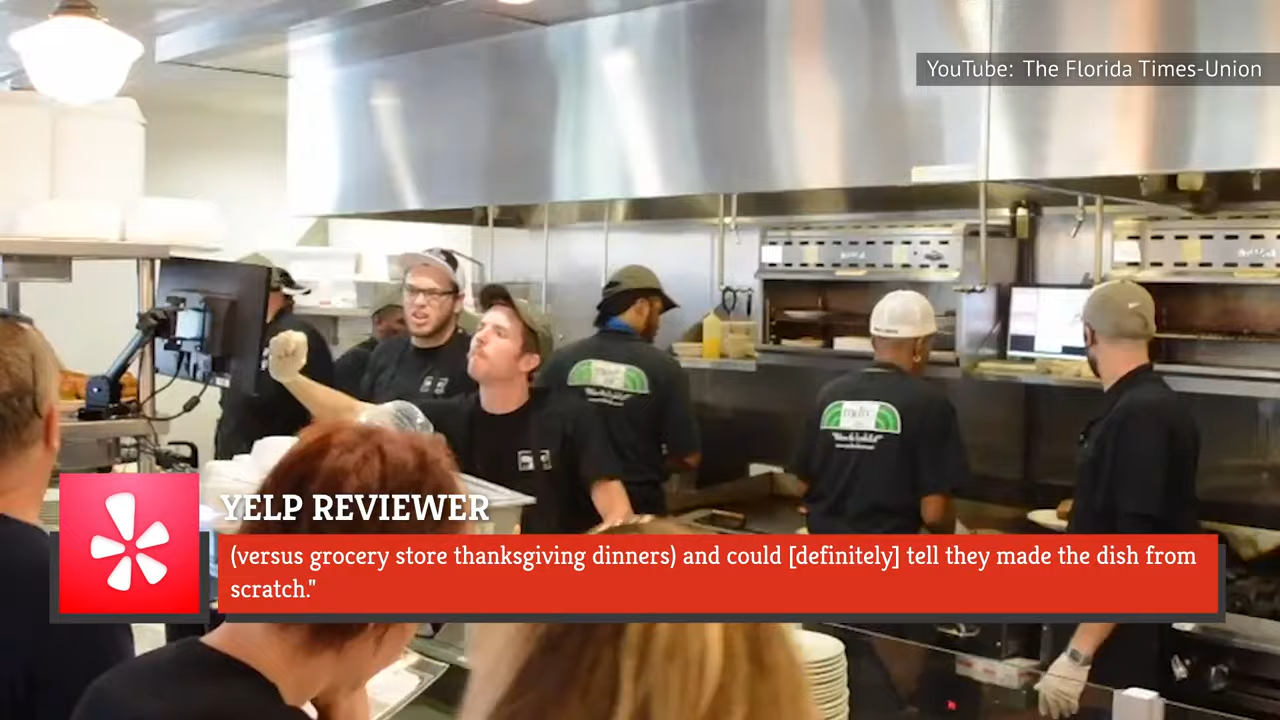 YouTube: The Florida Times-Union
YELP REVIEWER
(versus grocery store thanksgiving dinners) and could [definitely] tell they made the dish from
scratch."